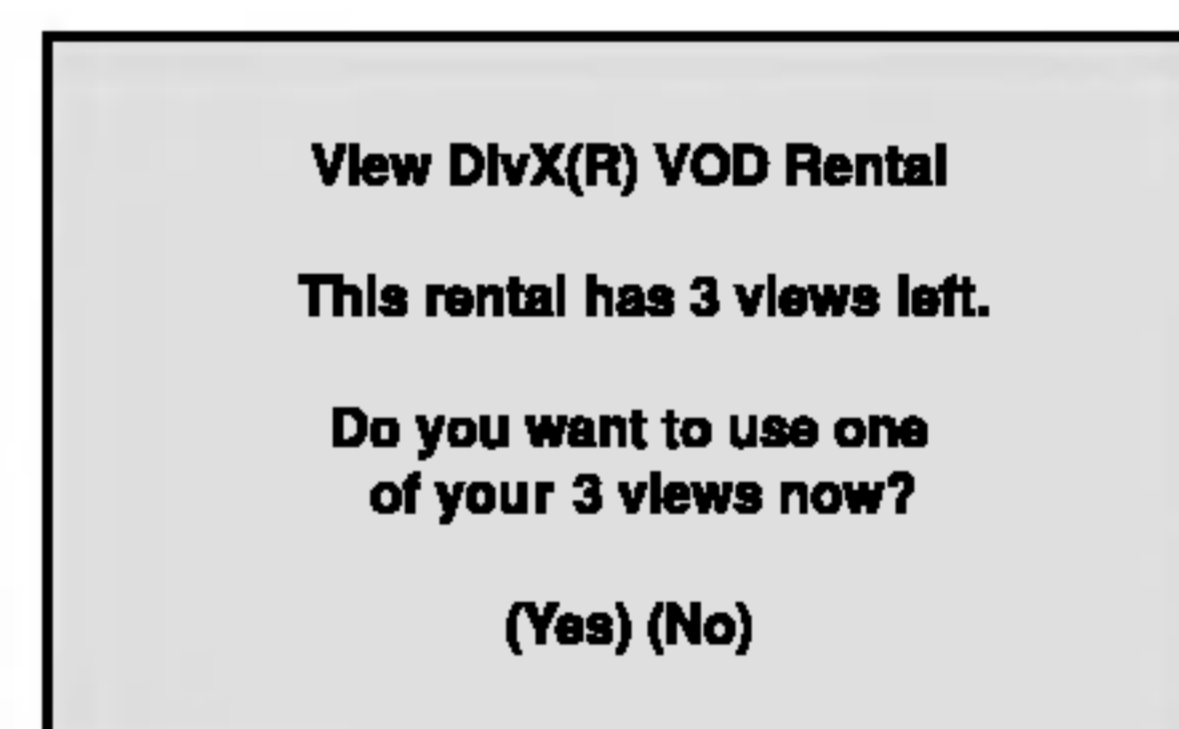 View DivX(R) VOD Rental
This rental has 3 views left.
Do you want to use one
of your 3 views now?
(Yes) (No)